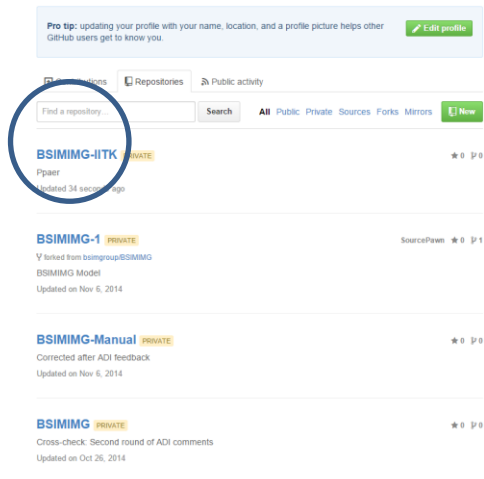 Pro tip: updating your profile with your name, location, and a profile picture helps other
GitHub users get to know you.
Edit profile
Contributions Repositories Public activity
Find a repository... Search All Public Private Sources Forks Mirrors New
BSIMIMG-IITK PRIVATE ★ 0 0
Ppaer
Updated 34 seconds ago
BSIMIMG-1 PRIVATE SourcePawn ★ 0 1
forked from bsimgroup/BSIMIMG
BSIMIMG Model
Updated on Nov 6, 2014
BSIMIMG-Manual PRIVATE ★ 0 0
Corrected after ADI feedback
Updated on Nov 6, 2014
BSIMIMG PRIVATE ★ 0 0
Cross-check: Second round of ADI comments
Updated on Oct 26, 2014